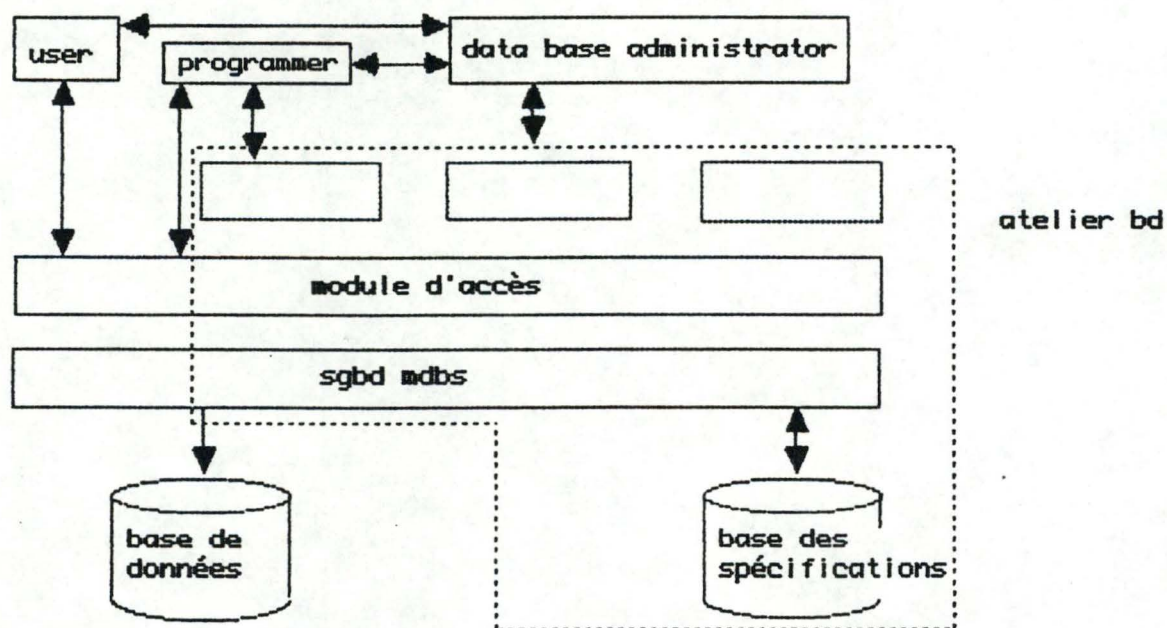 user
data base administrator
programmer
atelier bd
module d'accès
sgbd mdbs
base de
données
base des
spécifications